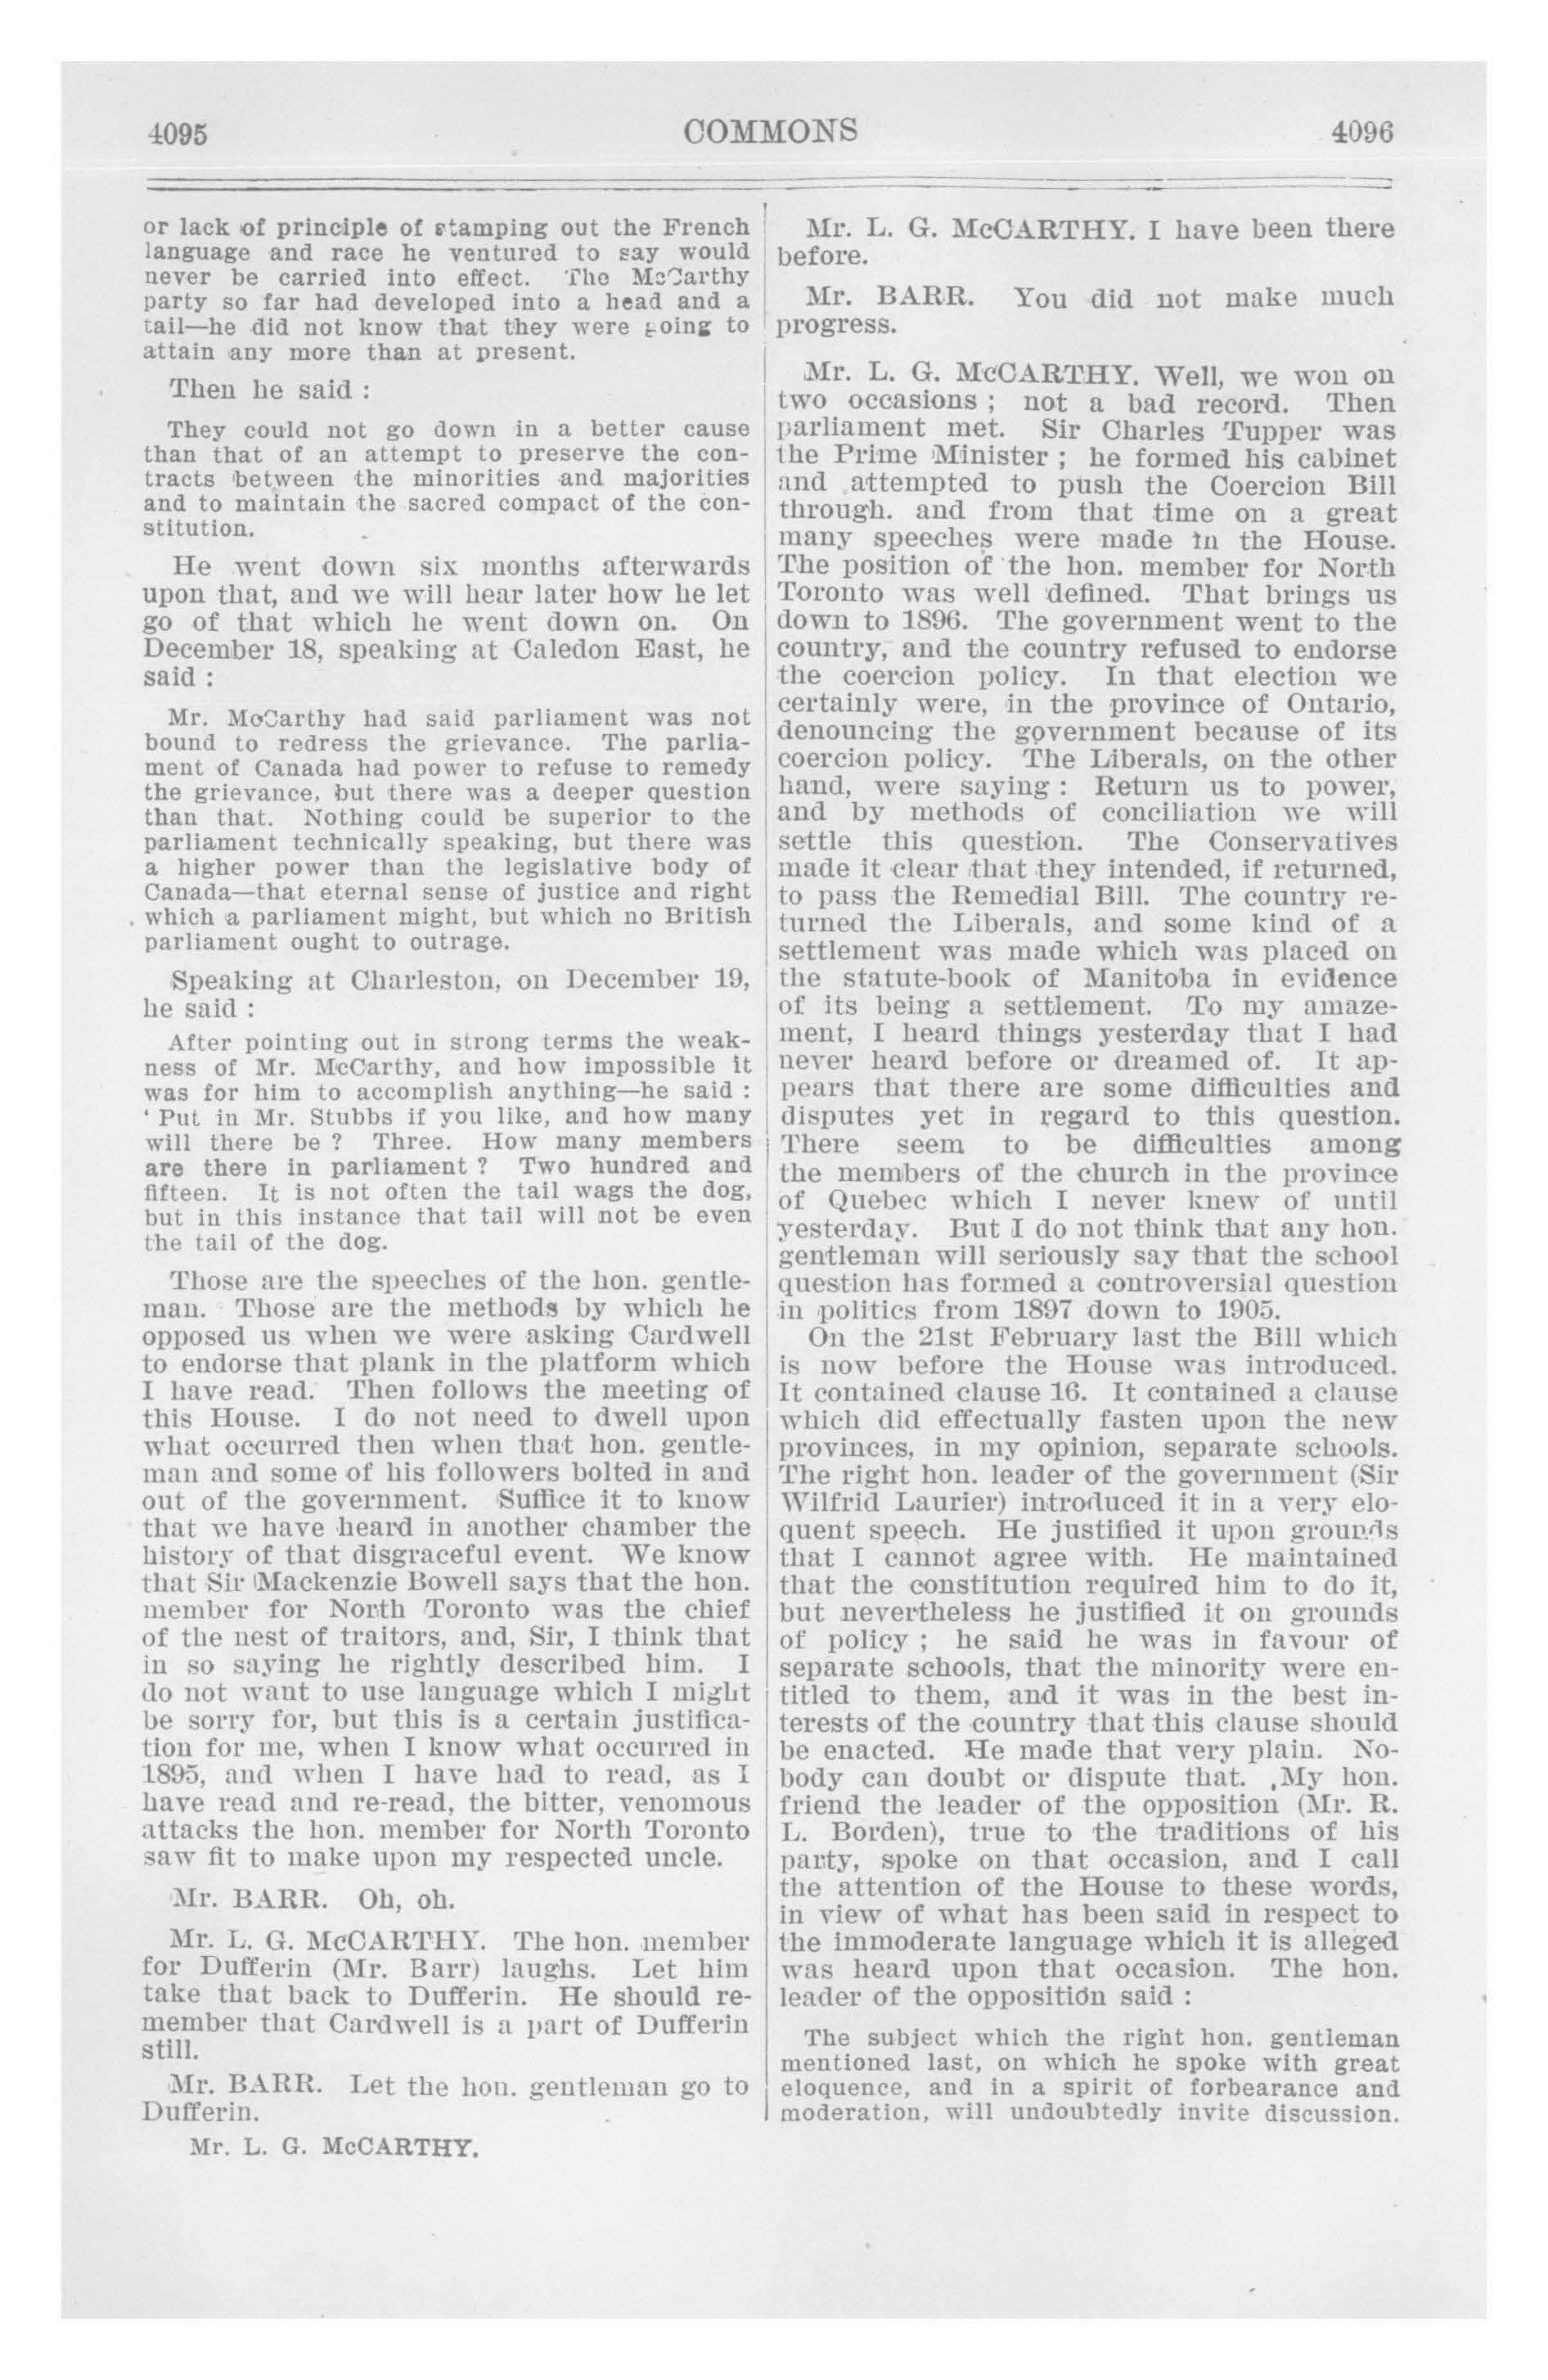 4095 COMMONS 4096
or lack of principle of stamping out the French
language and race he ventured to say would
never be carried into effect. The McCarthy
party so far had developed into a head and a
tail—he did not know that they were going to
attain any more than at present.
Then he said :
They could not go down in a better cause
than that of an attempt to preserve the con-
tracts between the minorities and majorities
and to maintain the sacred compact of the con-
stitution.
He went down six months afterwards
upon that, and we will hear later how he let
go of that which he went down on. On
December 18, speaking at Caledon East, he
said :
Mr. McCarthy had said parliament was not
bound to redress the grievance. The parlia-
ment of Canada had power to refuse to remedy
the grievance, but there was a deeper question
than that. Nothing could be superior to the
parliament technically speaking, but there was
a higher power than the legislative body of
Canada—that eternal sense of justice and right
which a parliament might, but which no British
parliament ought to outrage.
Speaking at Charleston, on December 19,
he said :
After pointing out in strong terms the weak-
ness of Mr. McCarthy, and how impossible it
was for him to accomplish anything—he said :
' Put in Mr. Stubbs if you like, and how many
will there be ? Three. How many members
are there in parliament ? Two hundred and
fifteen. It is not often the tail wags the dog,
but in this instance that tail will not be even
the tail of the dog.
Those are the speeches of the hon. gentle-
man. Those are the methods by which he
opposed us when we were asking Cardwell
to endorse that plank in the platform which
I have read. Then follows the meeting of
this House. I do not need to dwell upon
what occurred then when that hon. gentle-
man and some of his followers bolted in and
out of the government. Suffice it to know
that we have heard in another chamber the
history of that disgraceful event. We know
that Sir Mackenzie Bowell says that the hon.
member for North Toronto was the chief
of the nest of traitors, and, Sir, I think that
in so saying he rightly described him. I
do not want to use language which I might
be sorry for, but this is a certain justifica-
tion for me, when I know what occurred in
1895, and when I have had to read, as I
have read and re-read, the bitter, venomous
attacks the hon. member for North Toronto
saw fit to make upon my respected uncle.
Mr. BARR. Oh, oh.
Mr. L. G. McCARTHY. The hon. member
for Dufferin (Mr. Barr) laughs. Let him
take that back to Dufferin. He should re-
member that Cardwell is a part of Dufferin
still.
Mr. BARR. Let the hon. gentleman go to
Dufferin.
Mr. L. G. McCARTHY.
Mr. L. G. McCARTHY. I have been there
before.
Mr. BARR. You did not make much
progress.
Mr. L. G. McCARTHY. Well, we won on
two occasions ; not a bad record. Then
parliament met. Sir Charles Tupper was
the Prime Minister ; he formed his cabinet
and attempted to push the Coercion Bill
through. and from that time on a great
many speeches were made in the House.
The position of the hon. member for North
Toronto was well defined. That brings us
down to 1896. The government went to the
country, and the country refused to endorse
the coercion policy. In that election we
certainly were, in the province of Ontario,
denouncing the government because of its
coercion policy. The Liberals, on the other
hand, were saying : Return us to power,
and by methods of conciliation we will
settle this question. The Conservatives
made it clear that they intended, if returned,
to pass the Remedial Bill. The country re-
turned the Liberals, and some kind of a
settlement was made which was placed on
the statute-book of Manitoba in evidence
of its being a settlement. To my amaze-
ment, I heard things yesterday that I had
never heard before or dreamed of. It ap-
pears that there are some difficulties and
disputes yet in regard to this question.
There seem to be difficulties among
the members of the church in the province
of Quebec which I never knew of until
yesterday. But I do not think that any hon.
gentleman will seriously say that the school
question has formed a controversial question
in politics from 1897 down to 1905.
On the 21st February last the Bill which
is now before the House was introduced.
It contained clause 16. It contained a clause
which did effectually fasten upon the new
provinces, in my opinion, separate schools.
The right hon. leader of the government (Sir
Wilfrid Laurier) introduced it in a very elo-
quent speech. He justified it upon grounds
that I cannot agree with. He maintained
that the constitution required him to do it,
but nevertheless he justified it on grounds
of policy ; he said he was in favour of
separate schools, that the minority were en-
titled to them, and it was in the best in-
terests of the country that this clause should
be enacted. He made that very plain. No-
body can doubt or dispute that. My hon.
friend the leader of the opposition (Mr. R.
L. Borden), true to the traditions of his
party, spoke on that occasion, and I call
the attention of the House to these words,
in view of what has been said in respect to
the immoderate language which it is alleged
was heard upon that occasion. The hon.
leader of the opposition said :
The subject which the right hon. gentleman
mentioned last, on which he spoke with great
eloquence, and in a spirit of forbearance and
moderation, will undoubtedly invite discussion.